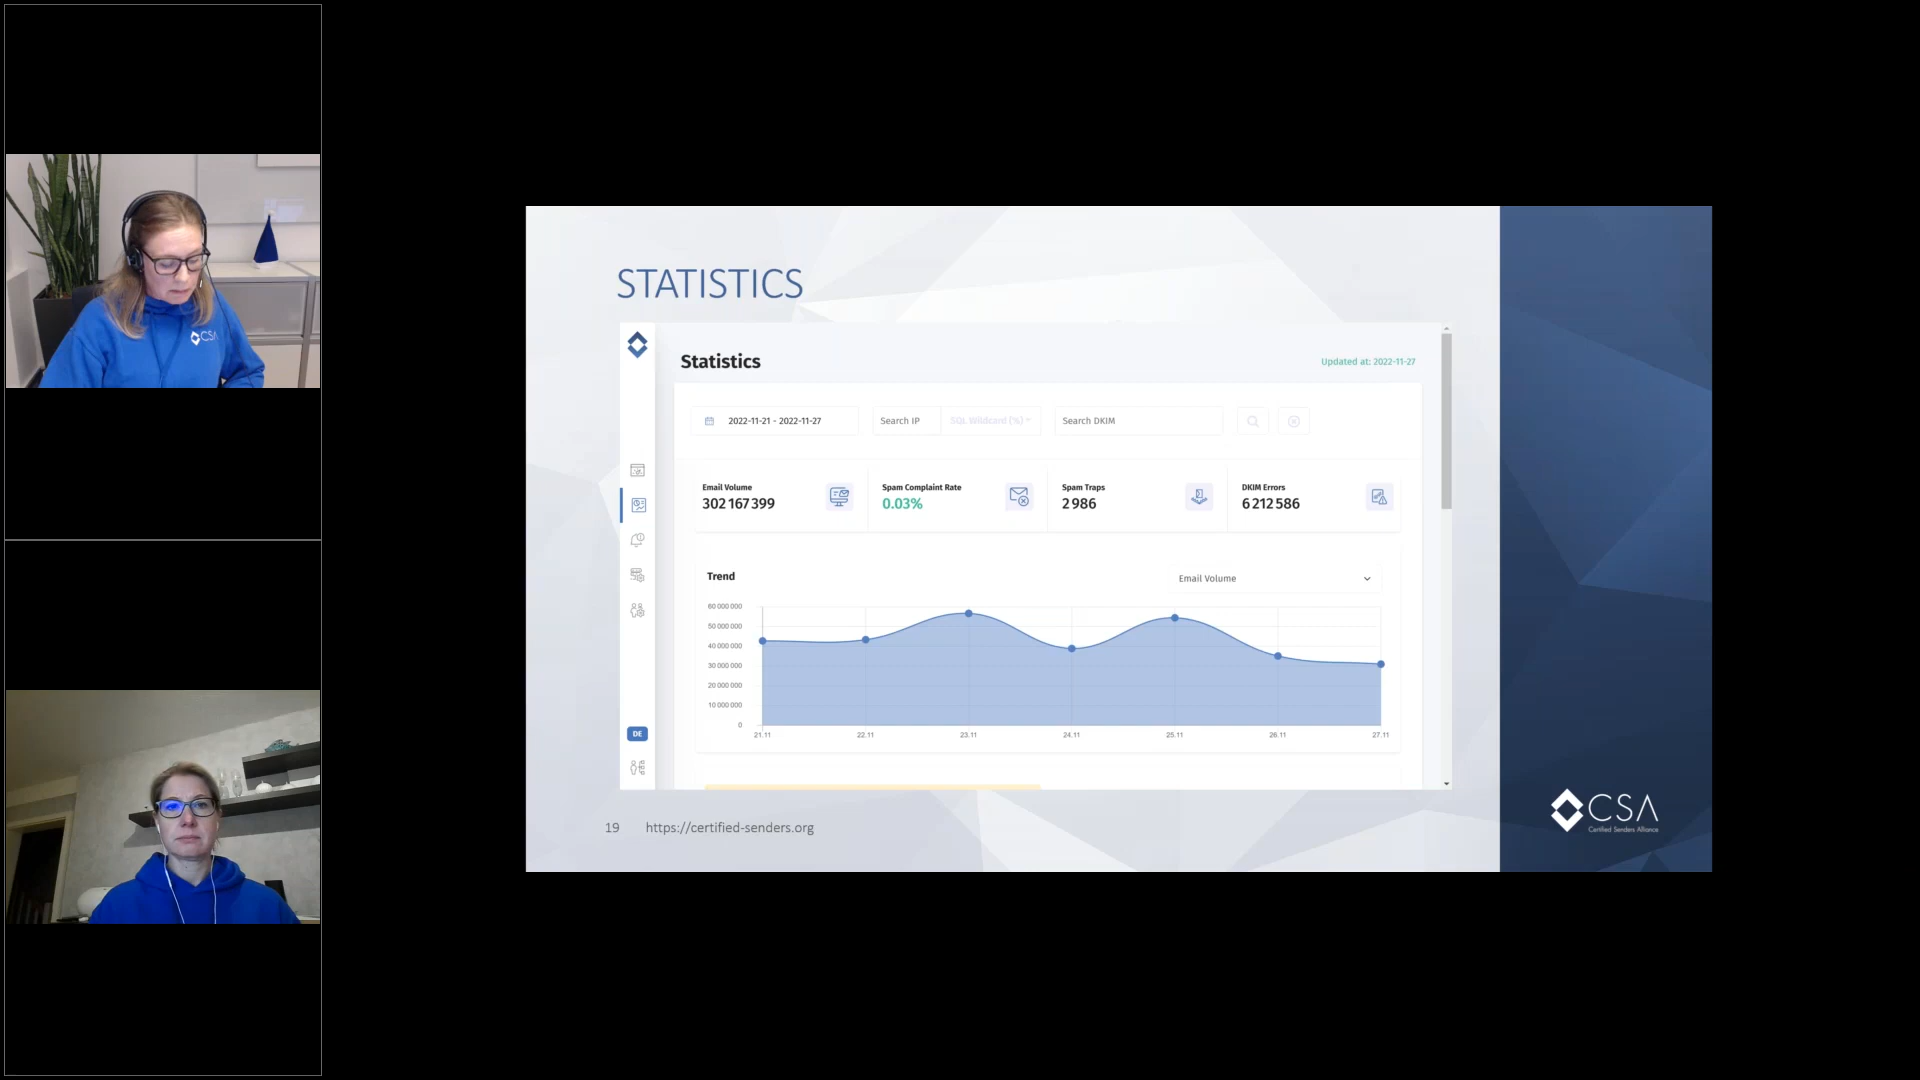 CSA
STATISTICS
Statistics
Updated at: 2022-11-27
2022-11-21 - 2022-11-27
Search IP
SQL Wildcard (%)
Search DKIM
Email Volume
302 167 399
Spam Complaint Rate
0.03%
Spam Traps
2 986
DKIM Errors
6 212 586
Trend
Email Volume
60 000 000
50 000 000
40 000 000
30 000 000
20 000 000
10 000 000
0
21.11
22.11
23.11
24.11
25.11
26.11
27.11
DE
19
https://certified-senders.org
CSA
Certified Senders Alliance